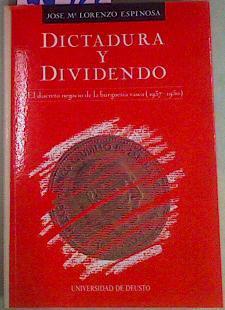 JOSE Mª LORENZO ESPINOSA
DICTADURA
Y
DIVIDENDO
El discreto negocio de la burguesía vasca (1937-1950)
UNIVERSIDAD DE DEUSTO